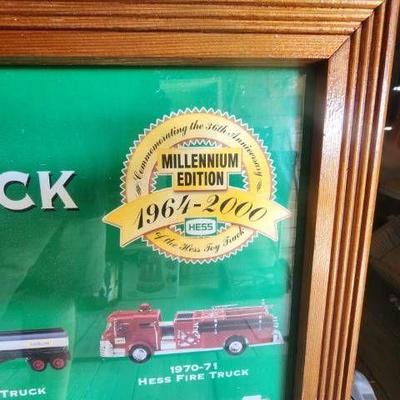 Commemorating the 36th Anniversary
MILLENNIUM
EDITION
1964-2000
HESS
of the Hess Toy Truck
CK
1970-71
HESS FIRE TRUCK
TRUCK